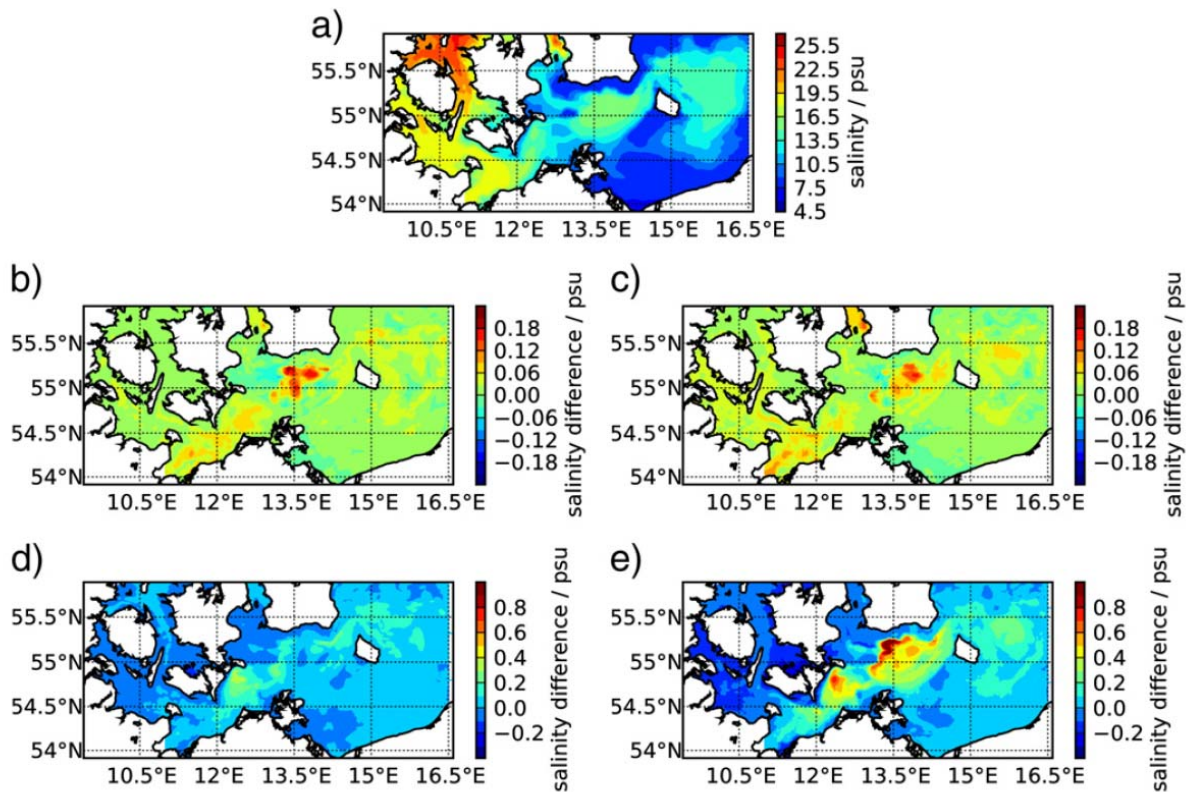 a)
55.5°N
55°N
54.5°N
54°N
10.5°E 12°E 13.5°E 15°E 16.5°E
25.5
22.5
19.5
16.5
13.5
10.5
7.5
4.5
salinity / psu
b)
55.5°N
55°N
54.5°N
54°N
10.5°E 12°E 13.5°E 15°E 16.5°E
0.18
0.12
0.06
0.00
−0.06
−0.12
−0.18
salinity difference / psu
c)
55.5°N
55°N
54.5°N
54°N
10.5°E 12°E 13.5°E 15°E 16.5°E
0.18
0.12
0.06
0.00
−0.06
−0.12
−0.18
salinity difference / psu
d)
55.5°N
55°N
54.5°N
54°N
10.5°E 12°E 13.5°E 15°E 16.5°E
0.8
0.6
0.4
0.2
0.0
−0.2
salinity difference / psu
e)
55.5°N
55°N
54.5°N
54°N
10.5°E 12°E 13.5°E 15°E 16.5°E
0.8
0.6
0.4
0.2
0.0
−0.2
salinity difference / psu